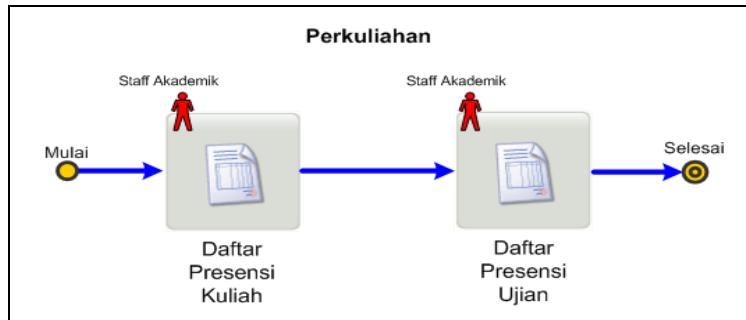 Perkuliahan
Staff Akademik
Staff Akademik
Mulai
Selesai
Daftar
Presensi
Kuliah
Daftar
Presensi
Ujian